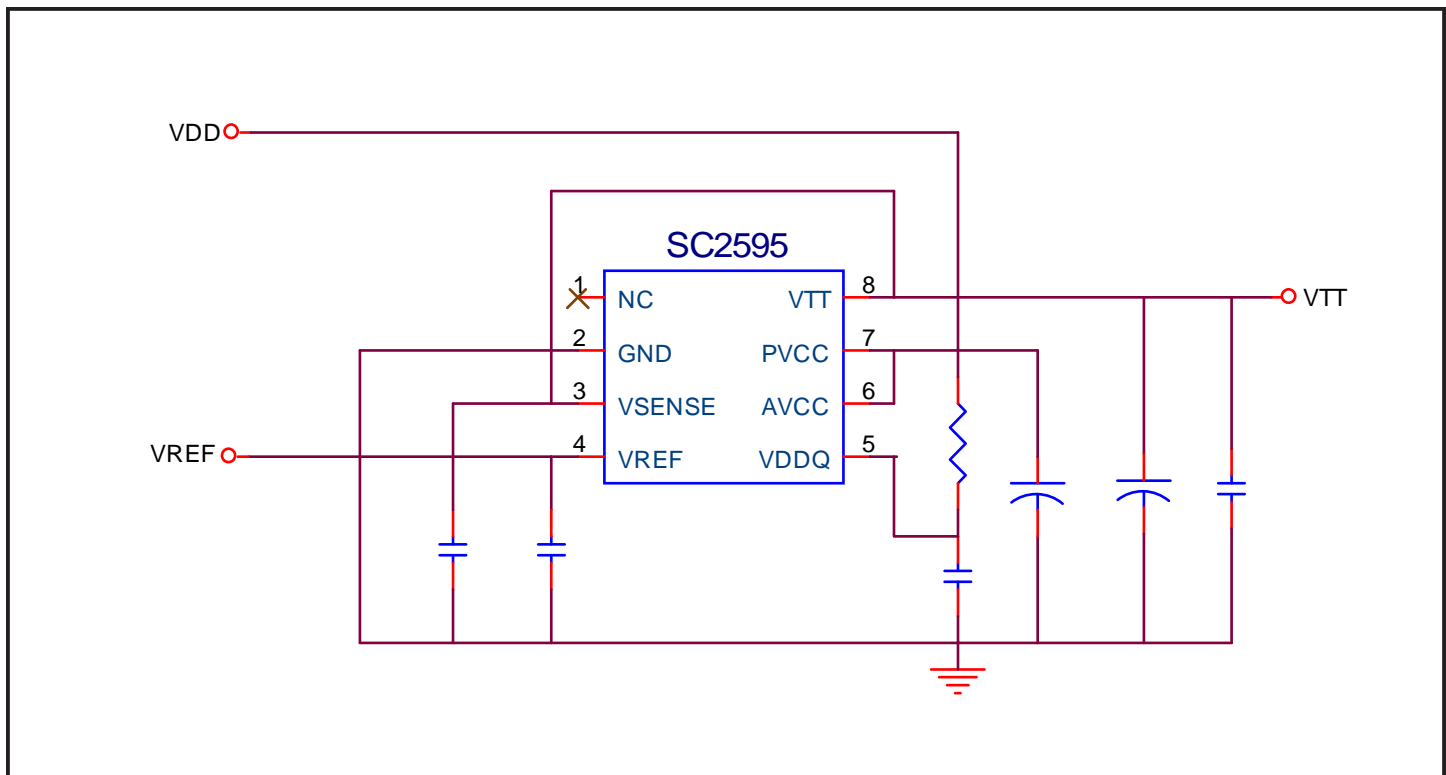 VDD
SC2595
1 NC VTT 8
2 GND PVCC 7
3 VSENSE AVCC 6
4 VREF VDDQ 5
VTT
VREF